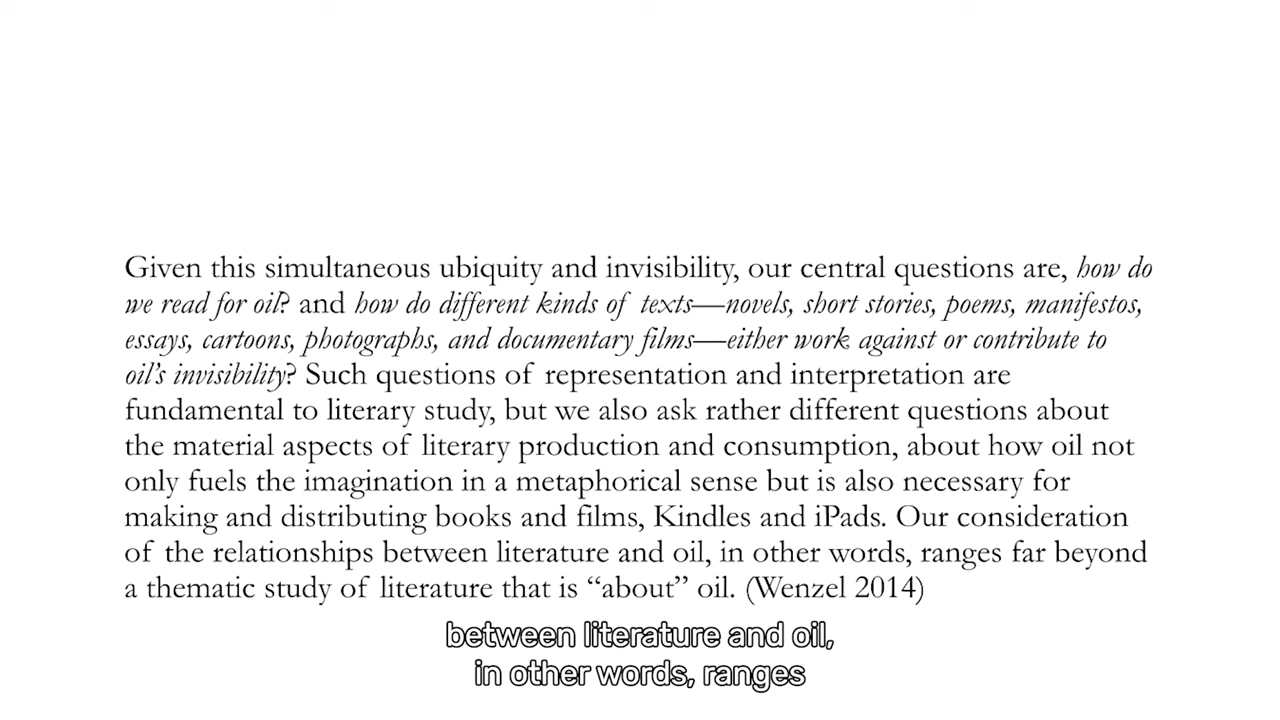 Given this simultaneous ubiquity and invisibility, our central questions are, how do
we read for oil? and how do different kinds of texts—novels, short stories, poems, manifestos,
essays, cartoons, photographs, and documentary films—either work against or contribute to
oil’s invisibility? Such questions of representation and interpretation are
fundamental to literary study, but we also ask rather different questions about
the material aspects of literary production and consumption, about how oil not
only fuels the imagination in a metaphorical sense but is also necessary for
making and distributing books and films, Kindles and iPads. Our consideration
of the relationships between literature and oil, in other words, ranges far beyond
a thematic study of literature that is “about” oil. (Wenzel 2014)
between literature and oil,
in other words, ranges